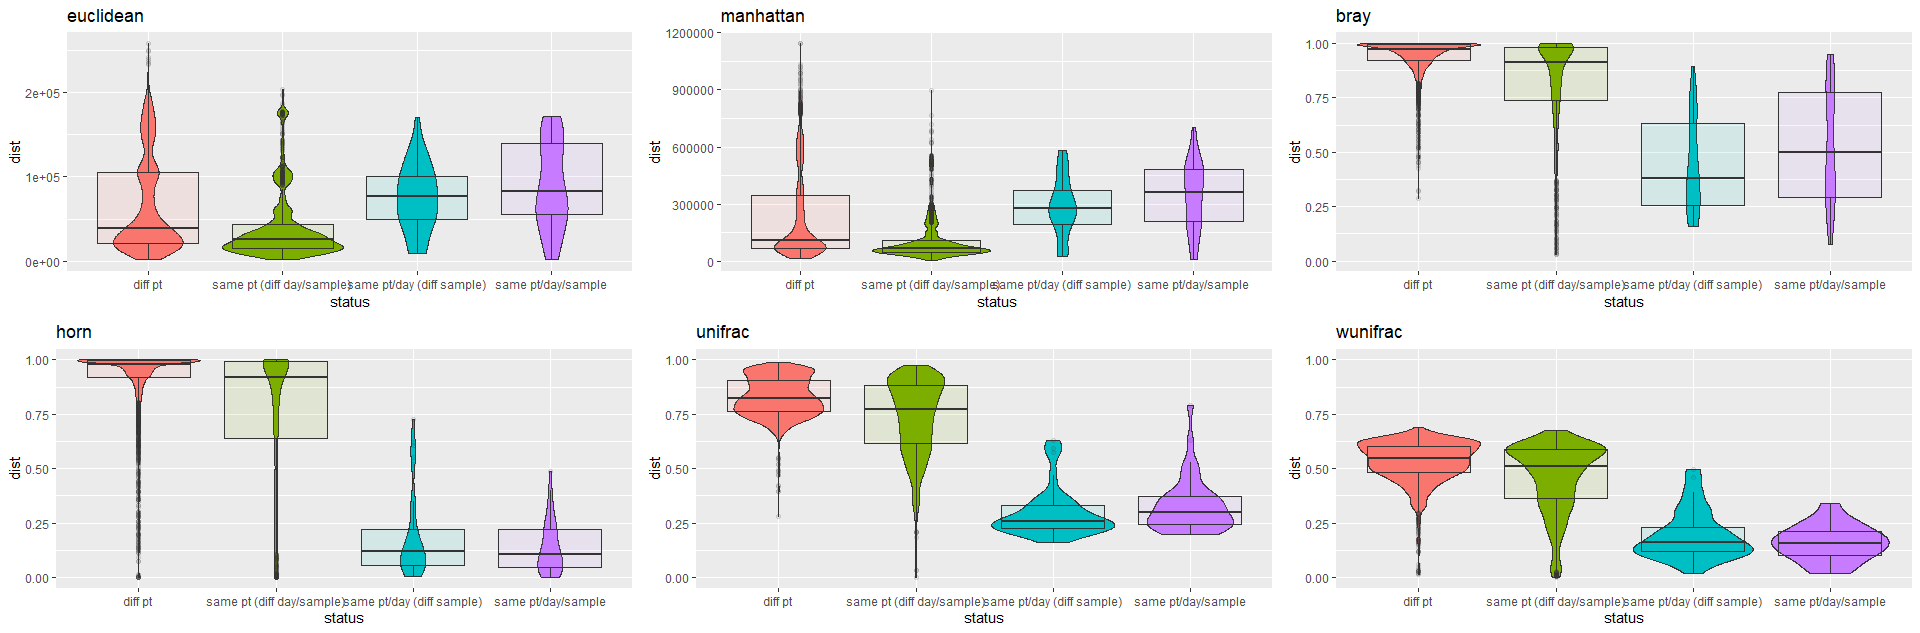 euclidean
2e+05
1e+05
0e+00
dist
diff pt
same pt (diff day/sample)
same pt/day (diff sample)
same pt/day/sample
status
manhattan
1200000
900000
600000
300000
0
dist
diff pt
same pt (diff day/sample)
same pt/day (diff sample)
same pt/day/sample
status
bray
1.00
0.75
0.50
0.25
0.00
dist
diff pt
same pt (diff day/sample)
same pt/day (diff sample)
same pt/day/sample
status
horn
1.00
0.75
0.50
0.25
0.00
dist
diff pt
same pt (diff day/sample)
same pt/day (diff sample)
same pt/day/sample
status
unifrac
1.00
0.75
0.50
0.25
0.00
dist
diff pt
same pt (diff day/sample)
same pt/day (diff sample)
same pt/day/sample
status
wunifrac
1.00
0.75
0.50
0.25
0.00
dist
diff pt
same pt (diff day/sample)
same pt/day (diff sample)
same pt/day/sample
status